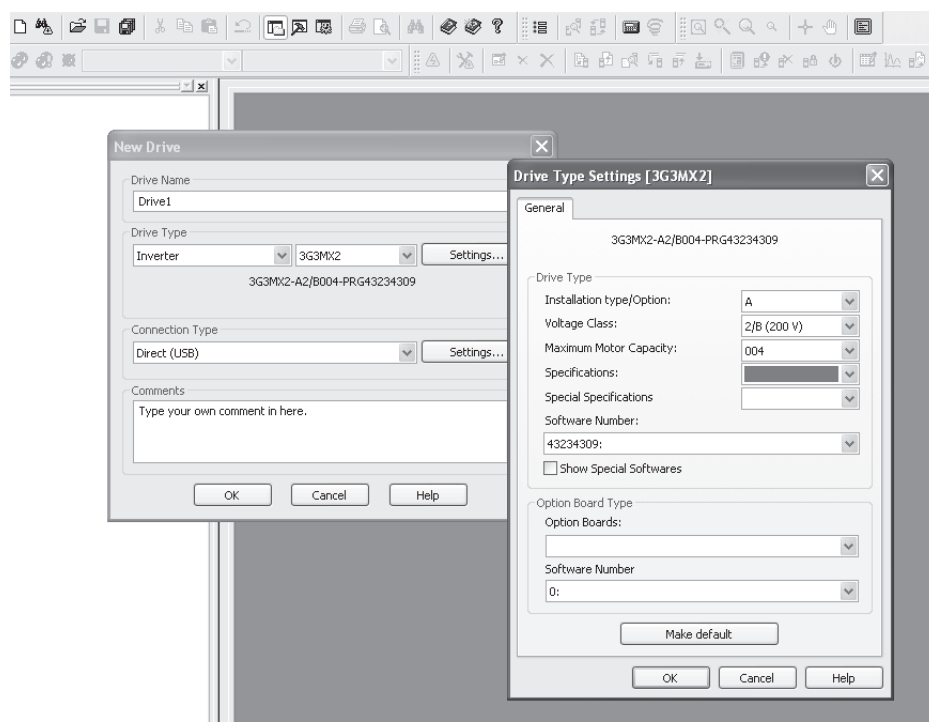 New Drive
Drive Name
Drive1
Drive Type
Inverter 3G3MX2 Settings...
3G3MX2-A2/B004-PRG43234309
Connection Type
Direct (USB) Settings...
Comments
Type your own comment in here.
OK Cancel Help
Drive Type Settings [3G3MX2]
General
3G3MX2-A2/B004-PRG43234309
Drive Type
Installation type/Option: A
Voltage Class: 2/B (200 V)
Maximum Motor Capacity: 004
Specifications:
Special Specifications
Software Number:
43234309:
Show Special Softwares
Option Board Type
Option Boards:
Software Number
0:
Make default
OK Cancel Help